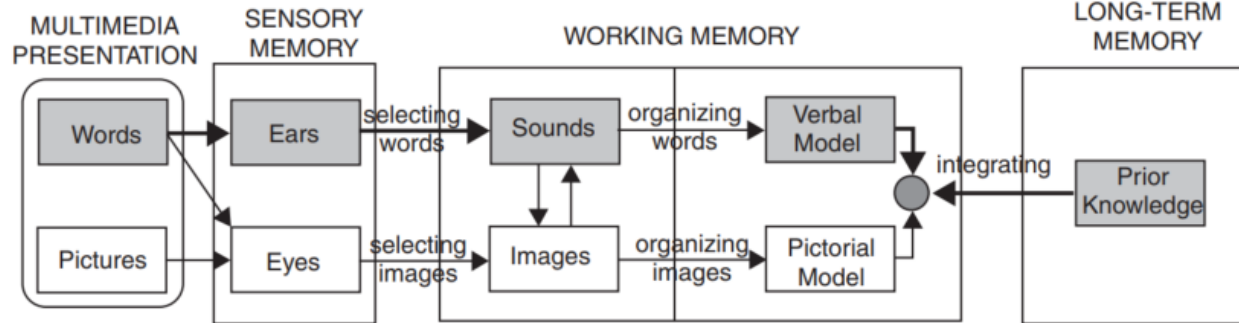 MULTIMEDIA
PRESENTATION
SENSORY
MEMORY
WORKING MEMORY
LONG-TERM
MEMORY
Words
Ears
selecting
words
Sounds
organizing
words
Verbal
Model
integrating
Prior
Knowledge
Pictures
Eyes
selecting
images
Images
organizing
images
Pictorial
Model